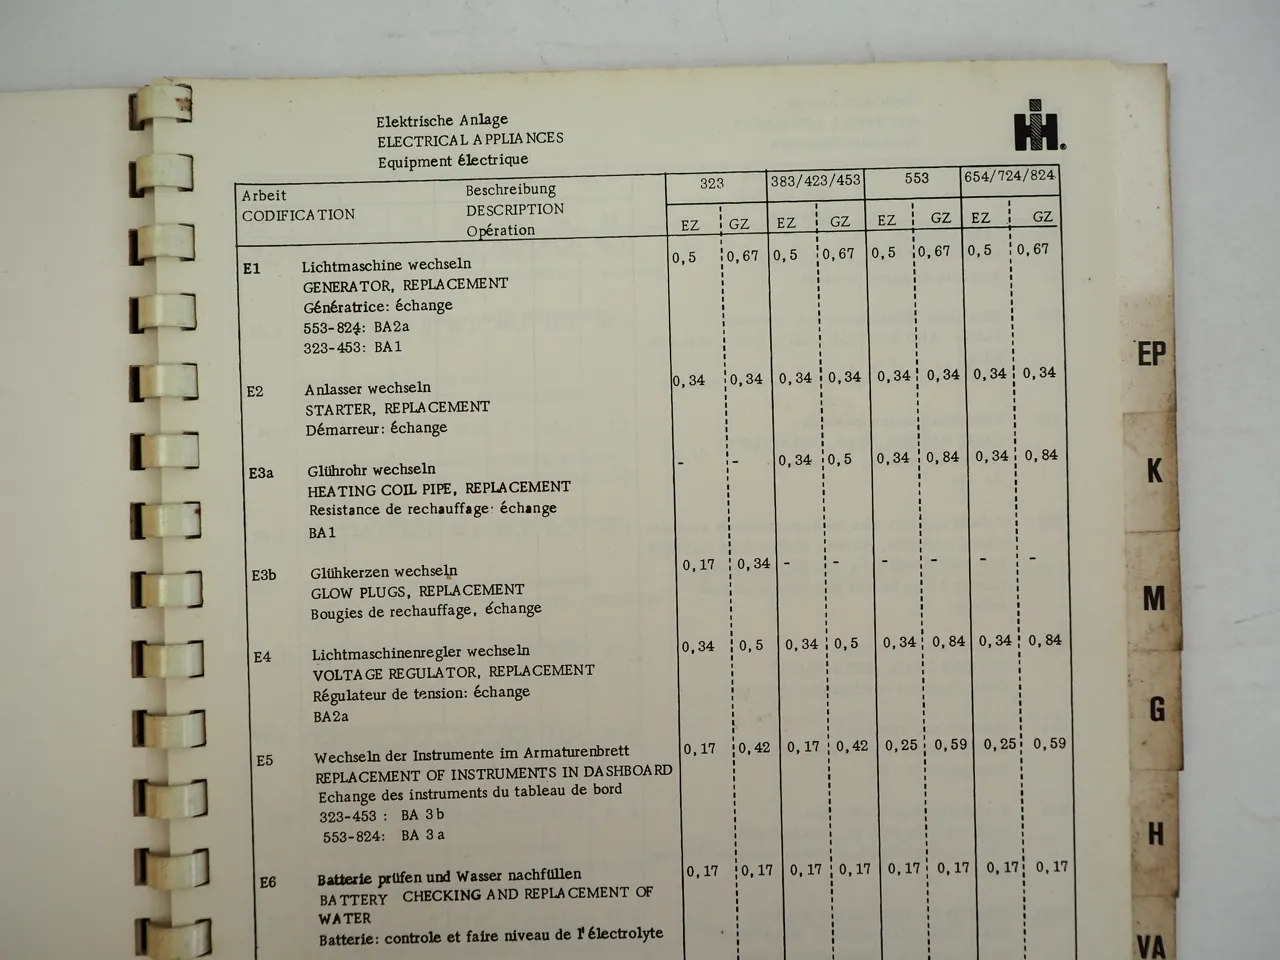 Elektrische Anlage
ELECTRICAL APPLIANCES
Equipment électrique
IH®
Arbeit Beschreibung 323 383/423/453 553 654/724/824
CODIFICATION DESCRIPTION
Opération EZ GZ EZ GZ EZ GZ EZ GZ
E1 Lichtmaschine wechseln 0,5 0,67 0,5 0,67 0,5 0,67 0,5 0,67
GENERATOR, REPLACEMENT
Génératrice: échange
553-824: BA2a
323-453: BA1
E2 Anlasser wechseln 0,34 0,34 0,34 0,34 0,34 0,34 0,34 0,34
STARTER, REPLACEMENT
Démarreur: échange
E3a Glührohr wechseln - - 0,34 0,5 0,34 0,84 0,34 0,84
HEATING COIL PIPE, REPLACEMENT
Resistance de rechauffage: échange
BA1
E3b Glühkerzen wechseln 0,17 0,34 - - - - - -
GLOW PLUGS, REPLACEMENT
Bougies de rechauffage, échange
E4 Lichtmaschinenregler wechseln 0,34 0,5 0,34 0,5 0,34 0,84 0,34 0,84
VOLTAGE REGULATOR, REPLACEMENT
Régulateur de tension: échange
BA2a
E5 Wechseln der Instrumente im Armaturenbrett 0,17 0,42 0,17 0,42 0,25 0,59 0,25 0,59
REPLACEMENT OF INSTRUMENTS IN DASHBOARD
Echange des instruments du tableau de bord
323-453 : BA 3b
553-824: BA 3a
E6 Batterie prüfen und Wasser nachfüllen 0,17 0,17 0,17 0,17 0,17 0,17 0,17 0,17
BATTERY CHECKING AND REPLACEMENT OF
WATER
Batterie: controle et faire niveau de l'électrolyte
EP
K
M
G
H
VA